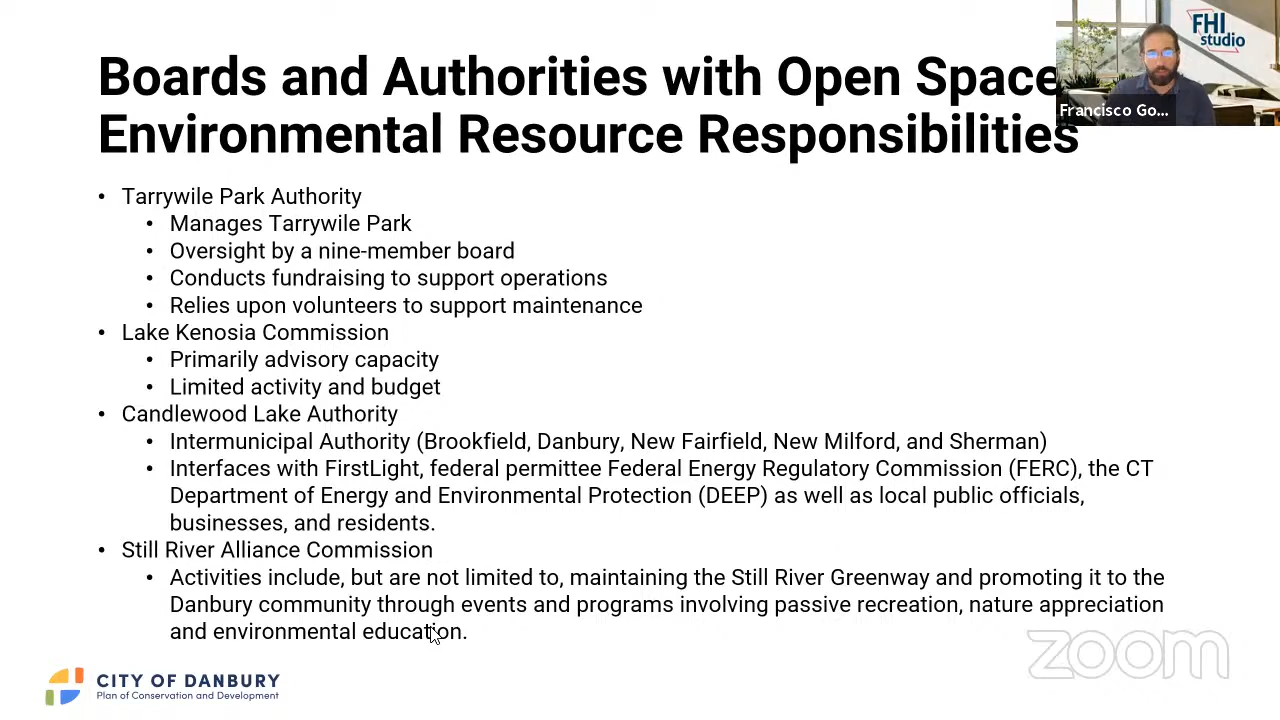 FHI
studio
Francisco Go...
Boards and Authorities with Open Space
Environmental Resource Responsibilities
• Tarrywile Park Authority
• Manages Tarrywile Park
• Oversight by a nine-member board
• Conducts fundraising to support operations
• Relies upon volunteers to support maintenance
• Lake Kenosia Commission
• Primarily advisory capacity
• Limited activity and budget
• Candlewood Lake Authority
• Intermunicipal Authority (Brookfield, Danbury, New Fairfield, New Milford, and Sherman)
• Interfaces with FirstLight, federal permittee Federal Energy Regulatory Commission (FERC), the CT
Department of Energy and Environmental Protection (DEEP) as well as local public officials,
businesses, and residents.
• Still River Alliance Commission
• Activities include, but are not limited to, maintaining the Still River Greenway and promoting it to the
Danbury community through events and programs involving passive recreation, nature appreciation
and environmental education.
zoom
CITY OF DANBURY
Plan of Conservation and Development